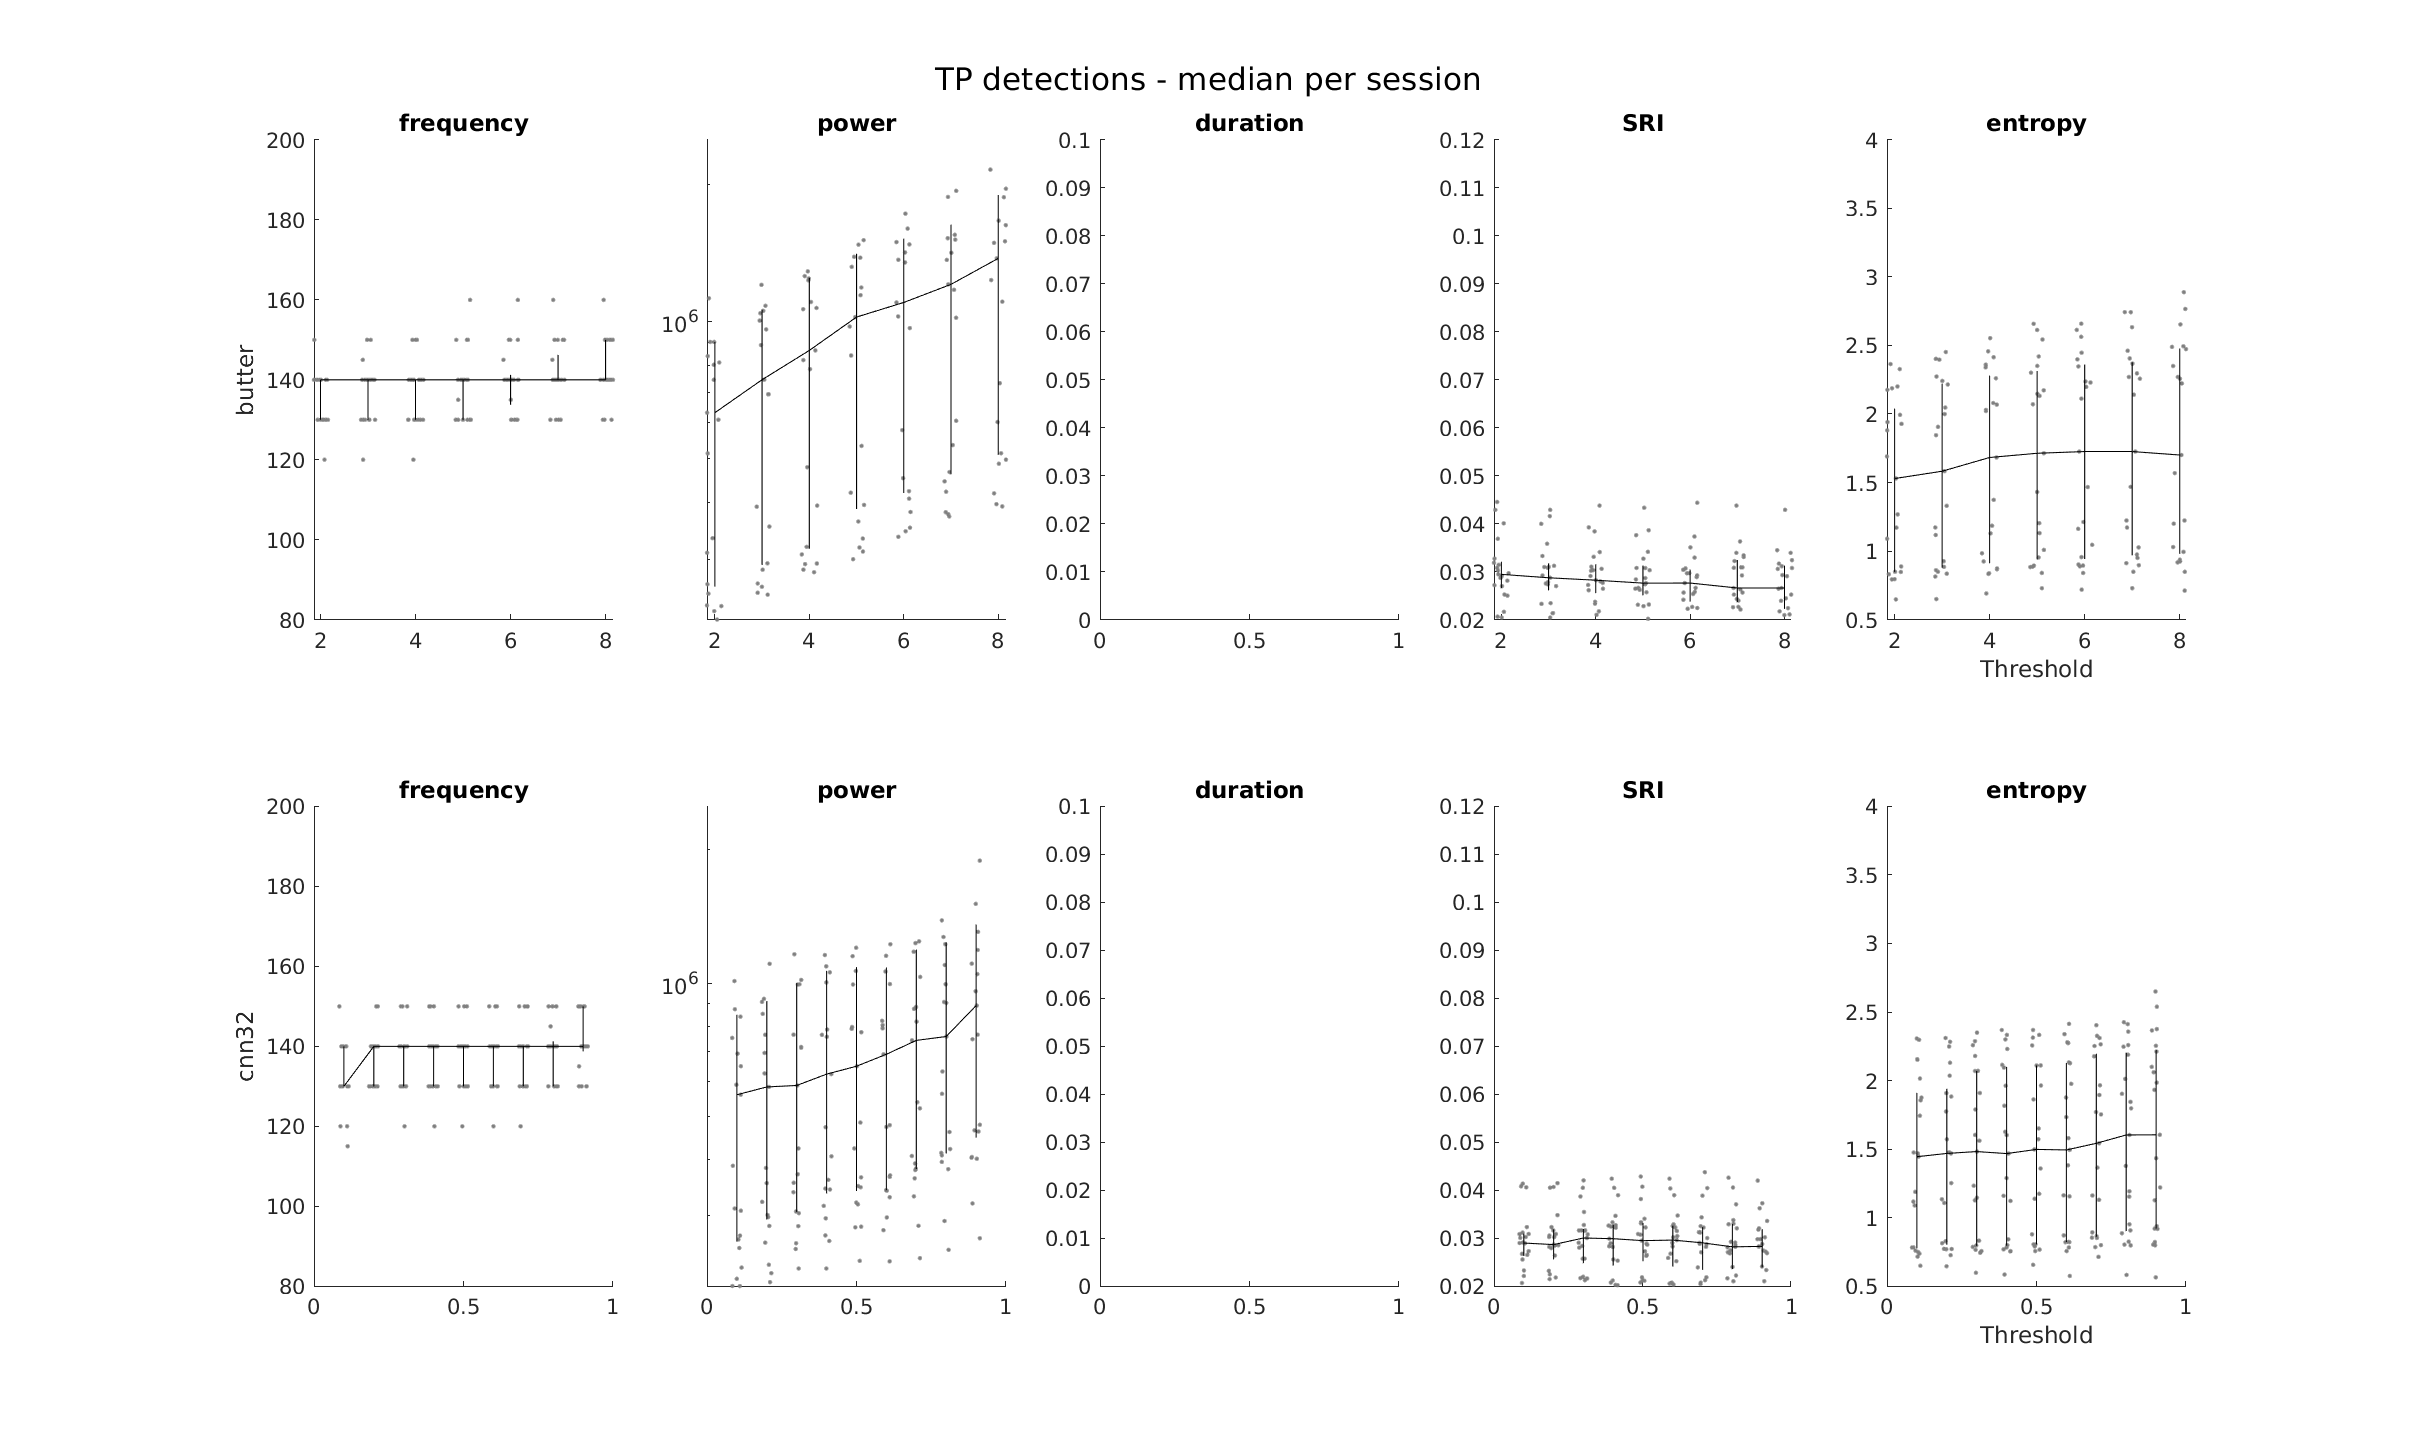 TP detections - median per session
frequency power duration SRI entropy
200 0.1 0.12 4
0.09 0.11 3.5
180 0.08 0.1 3
160 0.07 0.09
10^6 0.06 0.08 2.5
butter 140 0.05 0.07
0.04 0.06 2
120 0.03 0.05 1.5
100 0.02 0.04 1
0.01 0.03
80 0 0.02 0.5
2 4 6 8 2 4 6 8 0 0.5 1 2 4 6 8 2 4 6 8
Threshold
frequency power duration SRI entropy
200 0.1 0.12 4
0.09 0.11 3.5
180 0.08 0.1 3
160 0.07 0.09
10^6 0.06 0.08 2.5
cnn32 140 0.05 0.07
0.04 0.06 2
120 0.03 0.05 1.5
100 0.02 0.04 1
0.01 0.03
80 0 0.02 0.5
0 0.5 1 0 0.5 1 0 0.5 1 0 0.5 1 0 0.5 1
Threshold